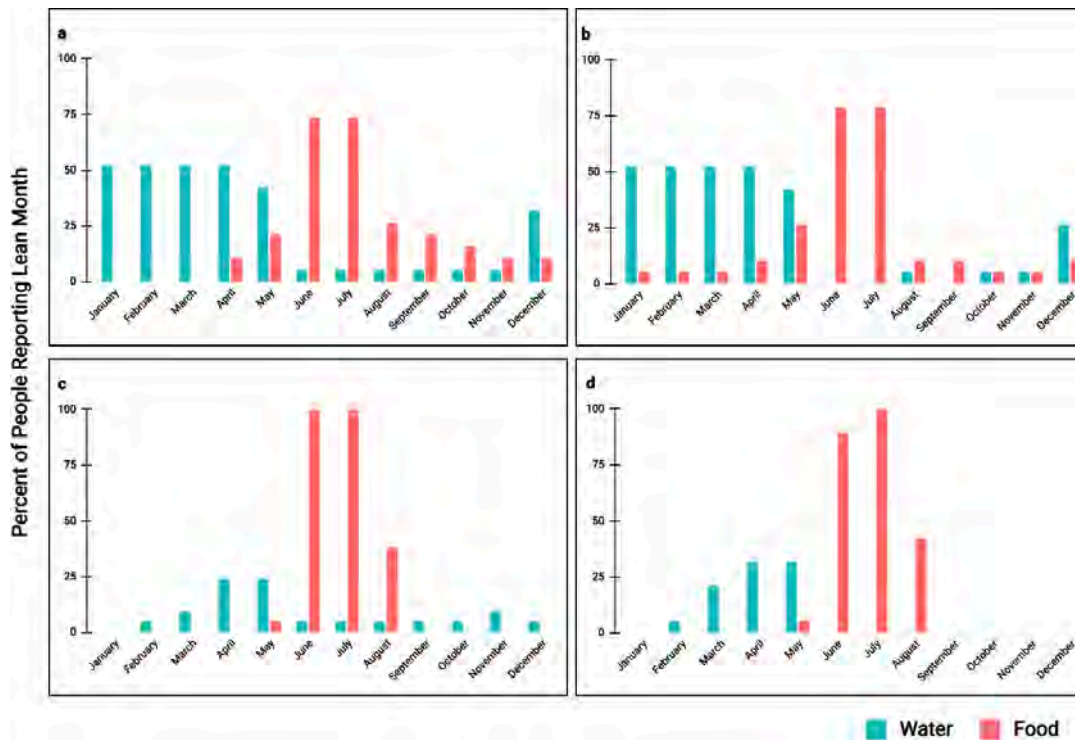 Percent of People Reporting Lean Month
a
100
75
50
25
0
January February March April May June July August September October November December
b
100
75
50
25
0
January February March April May June July August September October November December
c
100
75
50
25
0
January February March April May June July August September October November December
d
100
75
50
25
0
January February March April May June July August September October November December
Water Food